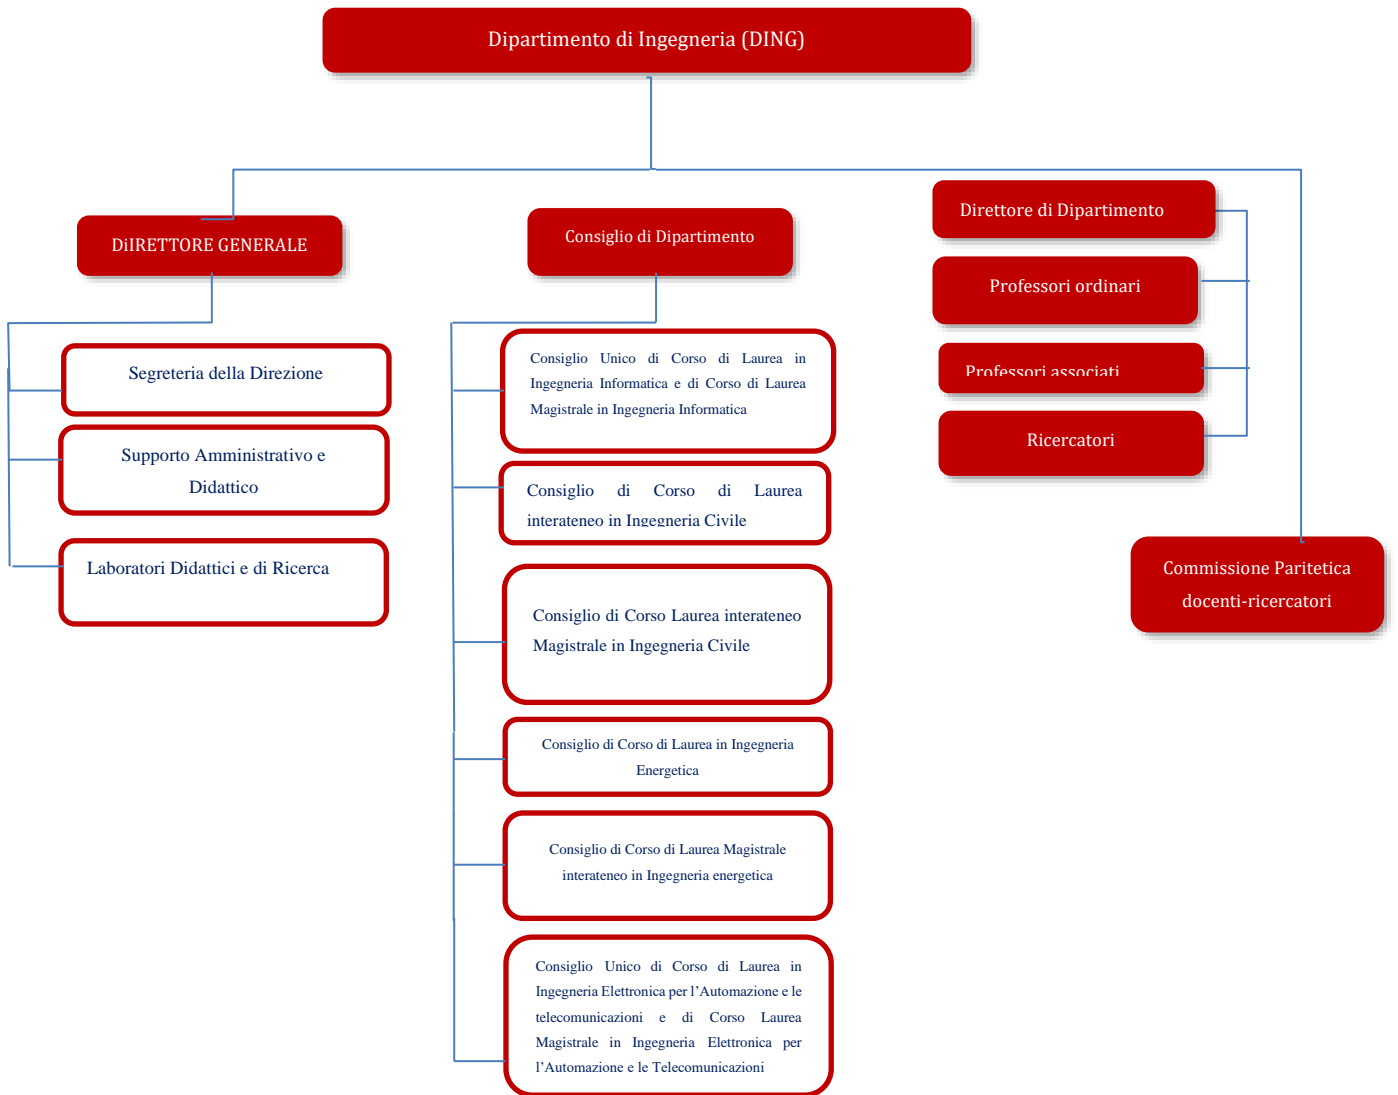 Dipartimento di Ingegneria (DING)
DiIRETTORE GENERALE
Segreteria della Direzione
Supporto Amministrativo e
Didattico
Laboratori Didattici e di Ricerca
Consiglio di Dipartimento
Consiglio Unico di Corso di Laurea in
Ingegneria Informatica e di Corso di Laurea
Magistrale in Ingegneria Informatica
Consiglio di Corso di Laurea
interateneo in Ingegneria Civile
Consiglio di Corso Laurea interateneo
Magistrale in Ingegneria Civile
Consiglio di Corso di Laurea in Ingegneria
Energetica
Consiglio di Corso di Laurea Magistrale
interateneo in Ingegneria energetica
Consiglio Unico di Corso di Laurea in
Ingegneria Elettronica per l’Automazione e le
telecomunicazioni e di Corso Laurea
Magistrale in Ingegneria Elettronica per
l’Automazione e le Telecomunicazioni
Direttore di Dipartimento
Professori ordinari
Professori associati
Ricercatori
Commissione Paritetica
docenti-ricercatori